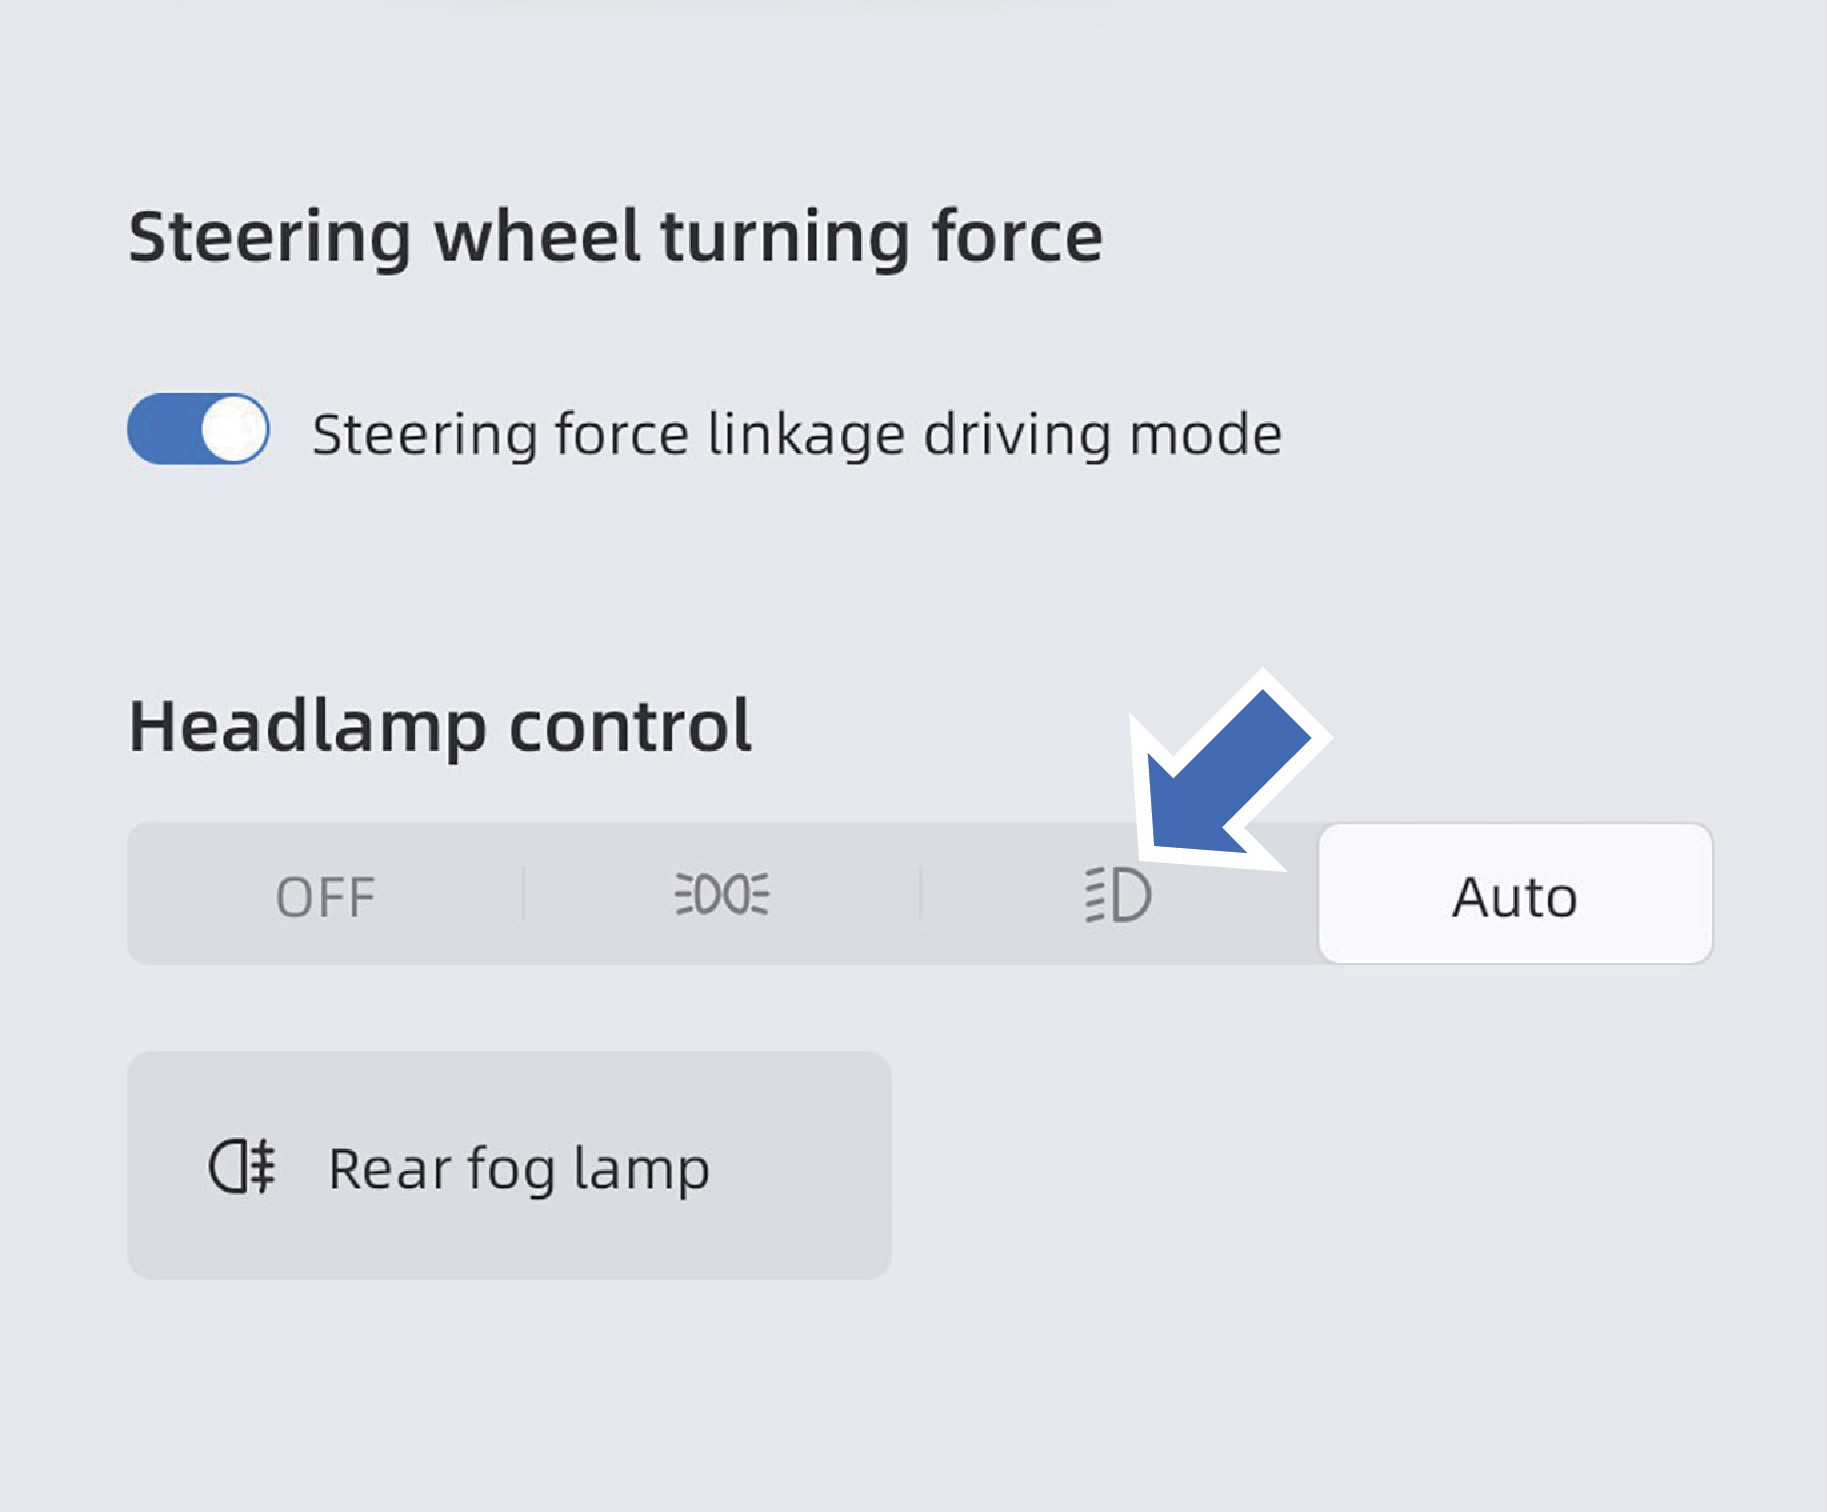 Steering wheel turning force
Steering force linkage driving mode
Headlamp control
OFF
Auto
Rear fog lamp